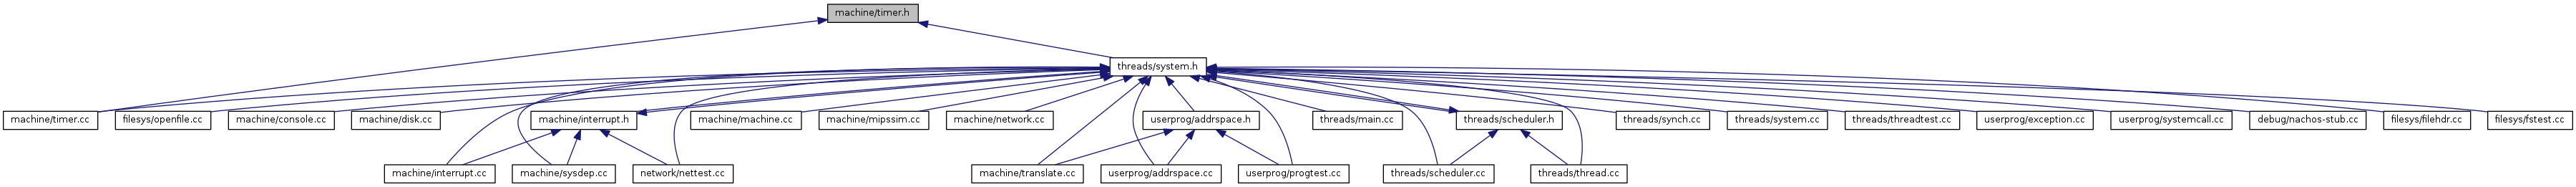 machine/timer.h
threads/system.h
machine/timer.cc
filesys/openfile.cc
machine/console.cc
machine/disk.cc
machine/interrupt.h
machine/machine.cc
machine/mipssim.cc
machine/network.cc
userprog/addrspace.h
threads/main.cc
threads/scheduler.h
threads/synch.cc
threads/system.cc
threads/threadtest.cc
userprog/exception.cc
userprog/systemcall.cc
debug/nachos-stub.cc
filesys/filehdr.cc
filesys/fstest.cc
machine/interrupt.cc
machine/sysdep.cc
network/nettest.cc
machine/translate.cc
userprog/addrspace.cc
userprog/progtest.cc
threads/scheduler.cc
threads/thread.cc